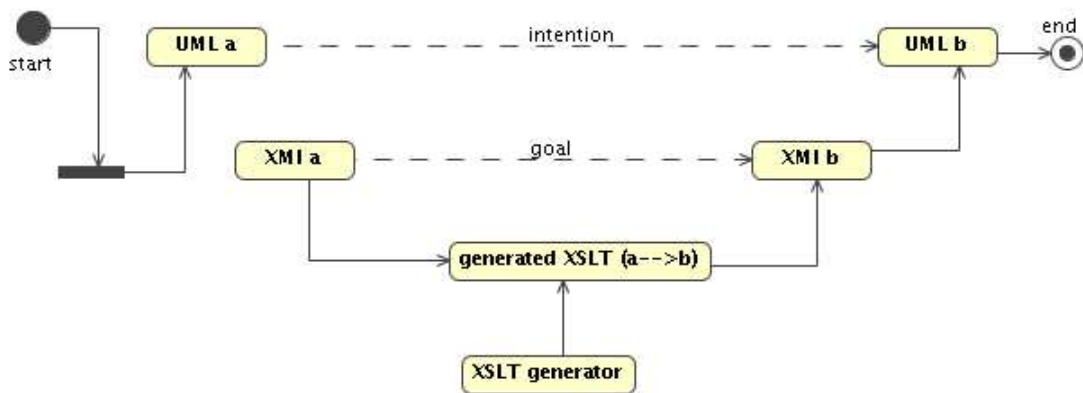 end
UML a
intention
UML b
start
XMI a
goal
XMI b
generated XSLT (a-->b)
XSLT generator